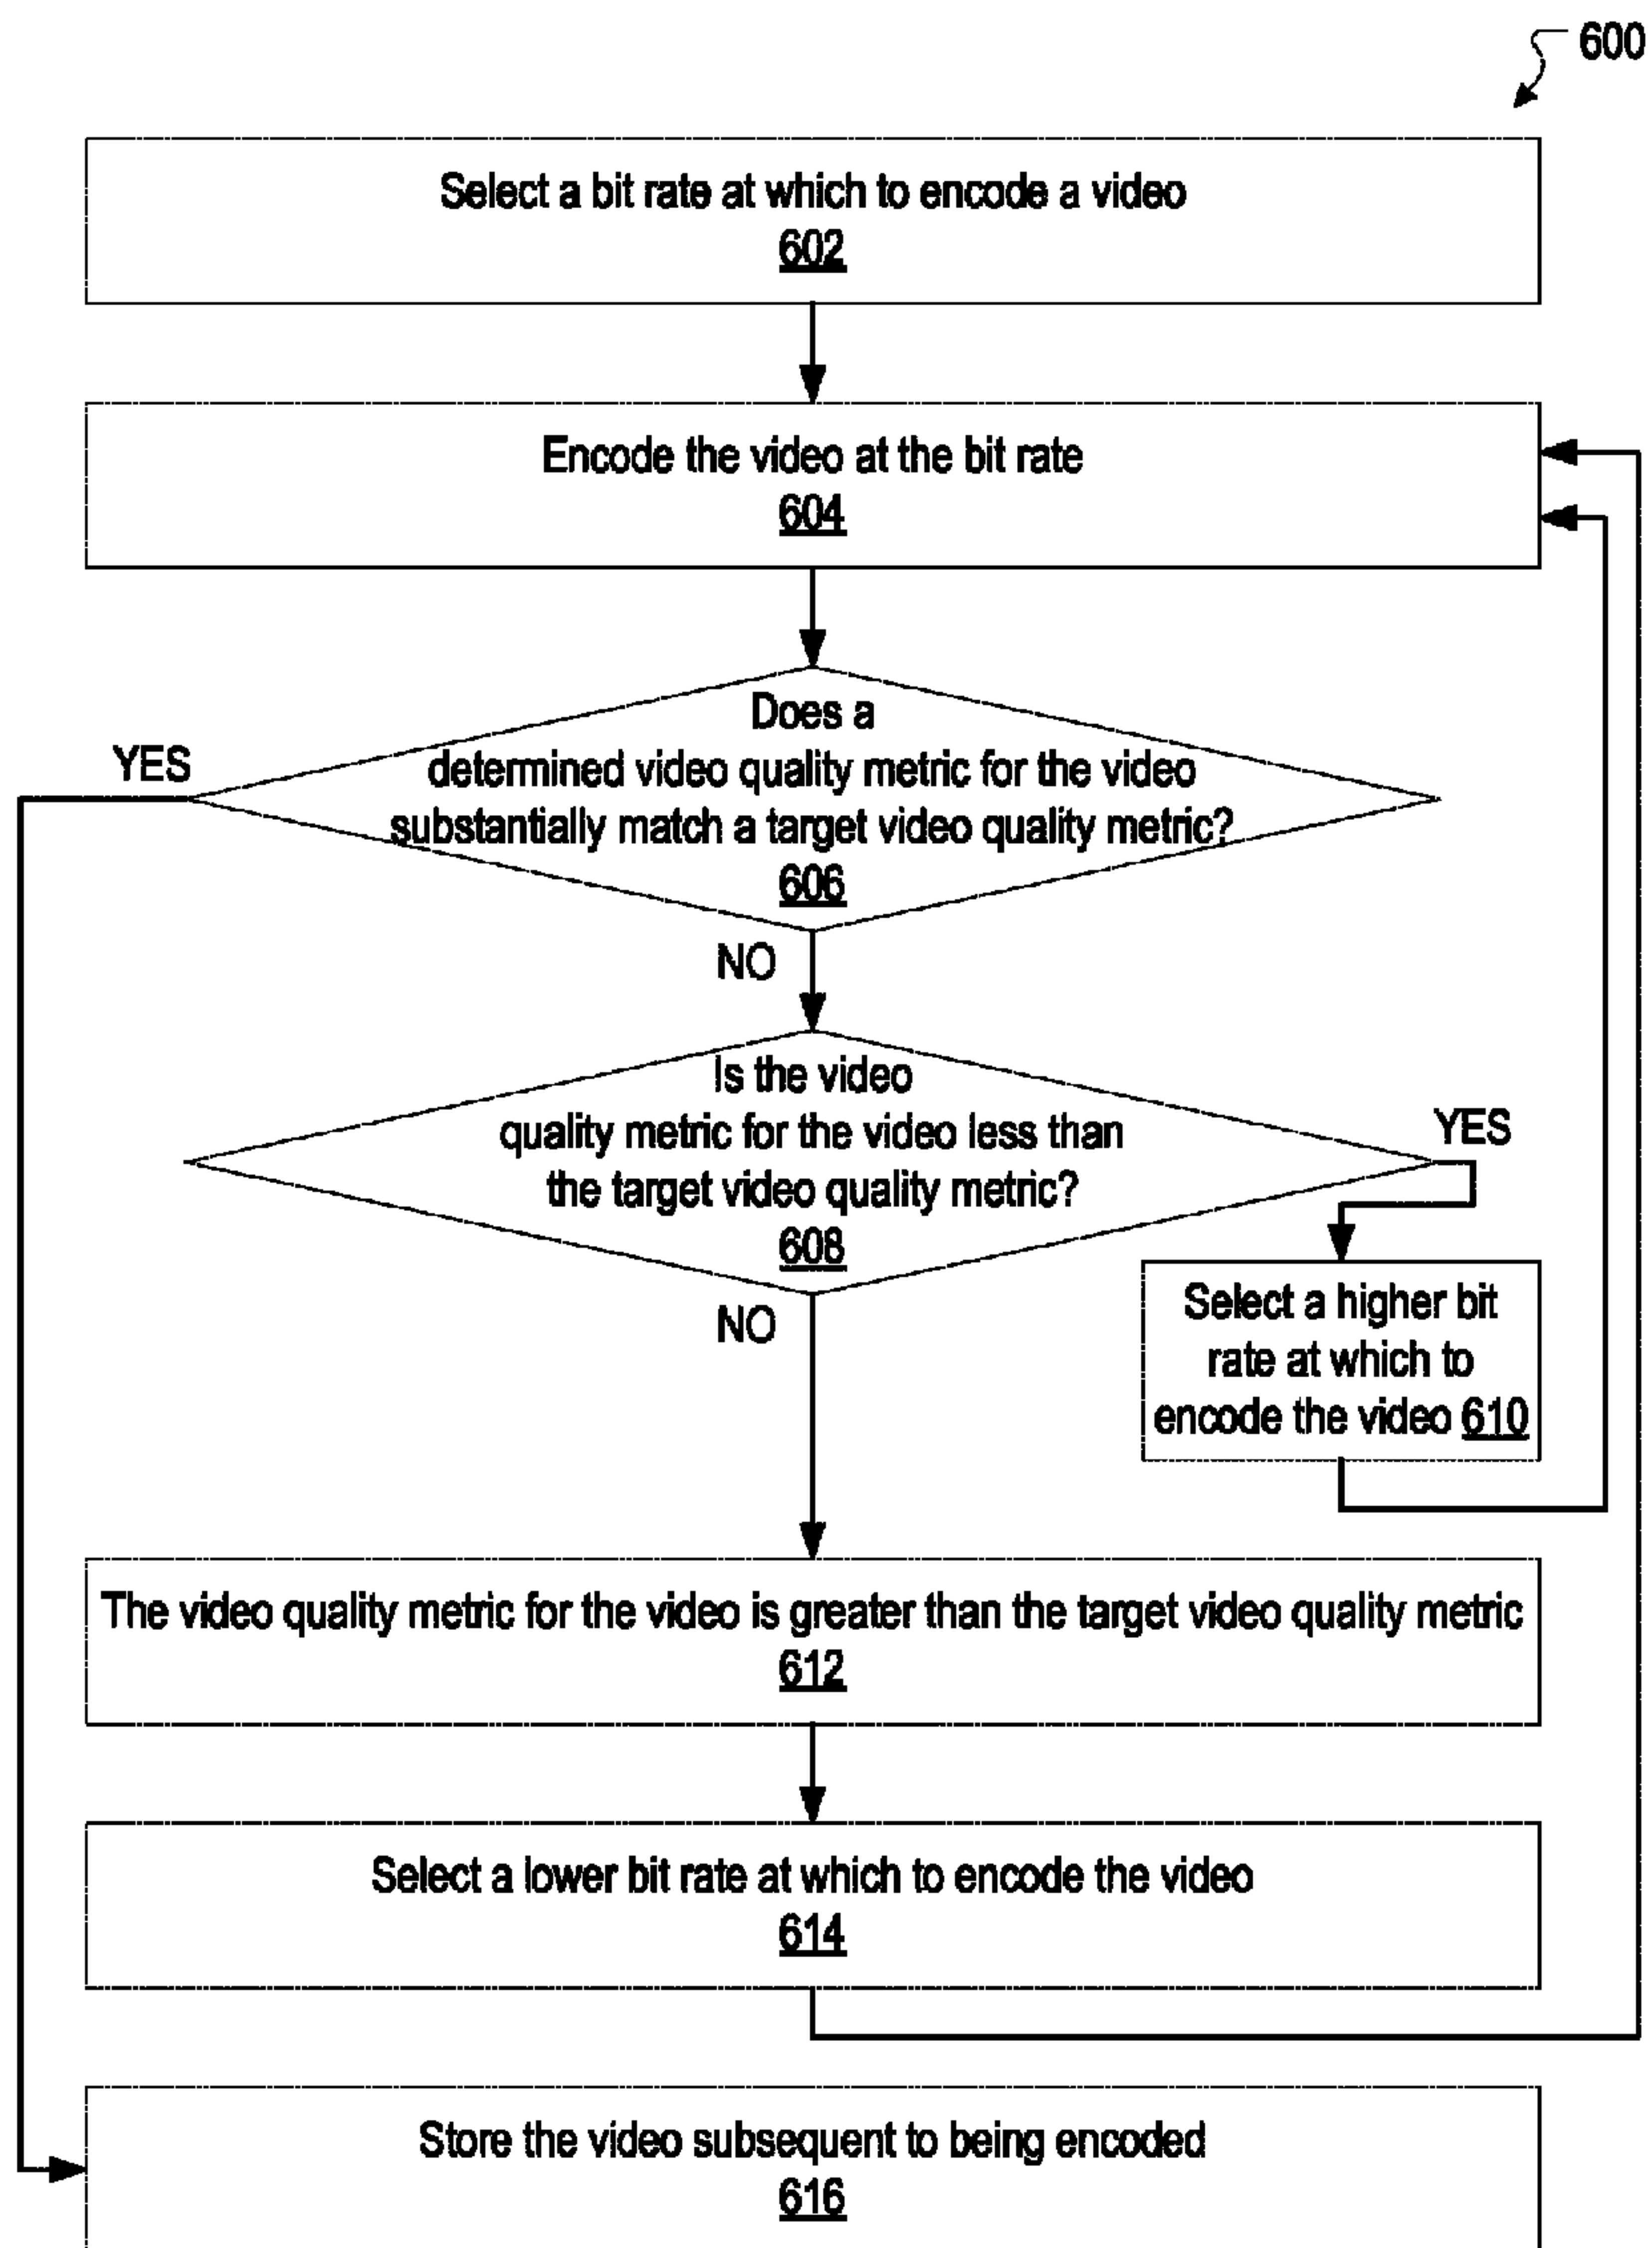 600
Select a bit rate at which to encode a video
602
Encode the video at the bit rate
604
Does a
determined video quality metric for the video
substantially match a target video quality metric?
606
YES
NO
Is the video
quality metric for the video less than
the target video quality metric?
608
YES
NO
Select a higher bit
rate at which to
encode the video 610
The video quality metric for the video is greater than the target video quality metric
612
Select a lower bit rate at which to encode the video
614
Store the video subsequent to being encoded
616